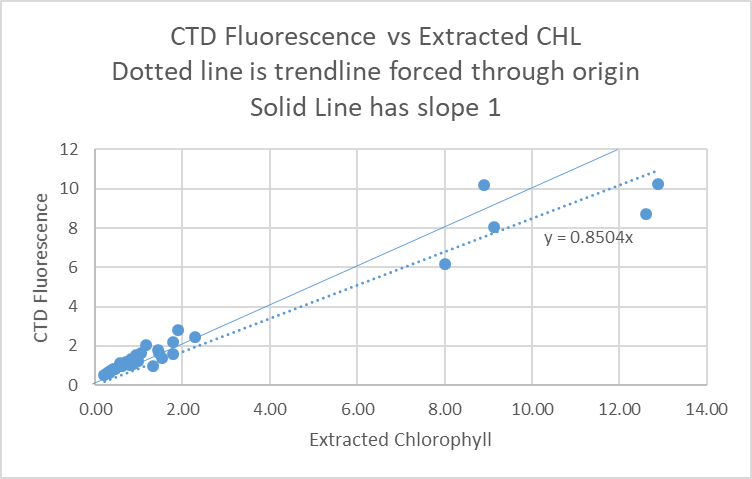 CTD Fluorescence vs Extracted CHL
Dotted line is trendline forced through origin
Solid Line has slope 1
12
10
8
6
4
2
0
CTD Fluorescence
y = 0.8504x
0.00 2.00 4.00 6.00 8.00 10.00 12.00 14.00
Extracted Chlorophyll